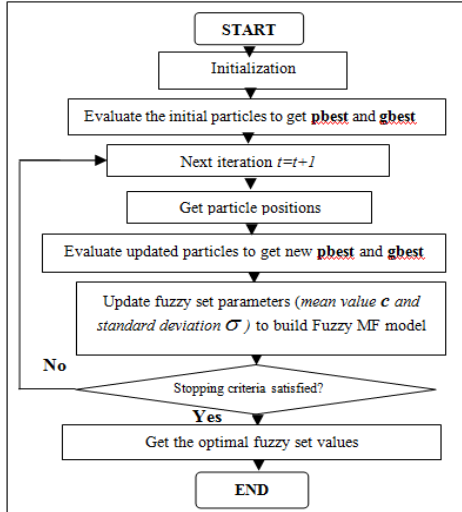 START
Initialization
Evaluate the initial particles to get pbest and gbest
Next iteration t=t+1
Get particle positions
Evaluate updated particles to get new pbest and gbest
Update fuzzy set parameters (mean value c and
standard deviation σ ) to build Fuzzy MF model
No
Stopping criteria satisfied?
Yes
Get the optimal fuzzy set values
END